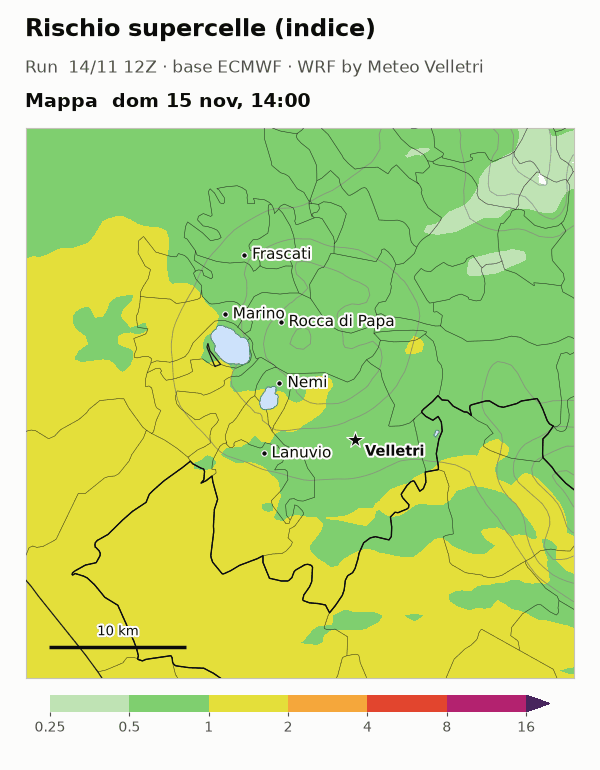 Rischio supercelle (indice)
Run 14/11 12Z · base ECMWF · WRF by Meteo Velletri
Mappa dom 15 nov, 14:00
Frascati
Marino
Rocca di Papa
Nemi
Velletri
Lanuvio
10 km
0.25 0.5 1 2 4 8 16